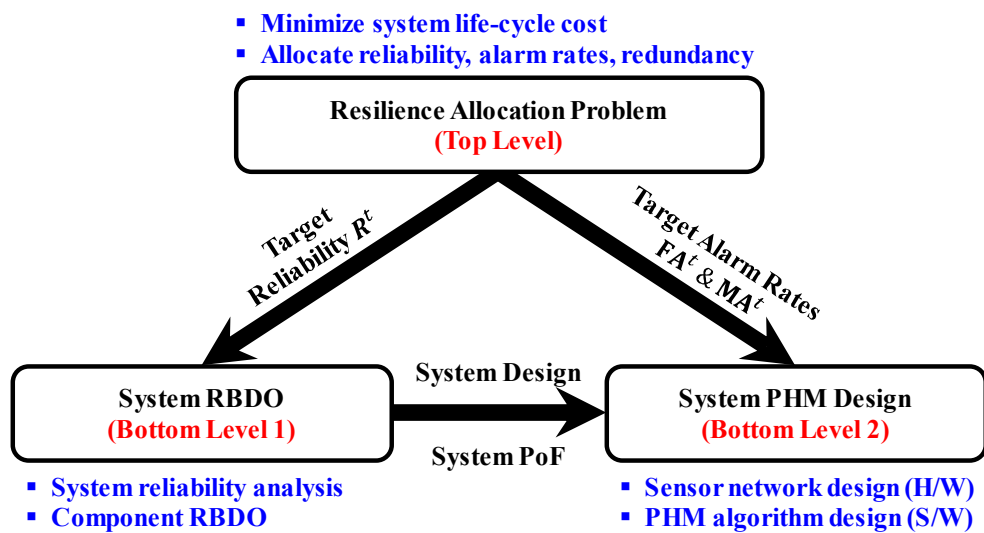 ▪ Minimize system life-cycle cost
▪ Allocate reliability, alarm rates, redundancy
Resilience Allocation Problem
(Top Level)
Target
Reliability R^t
Target Alarm Rates
FA^t & MA^t
System RBDO
(Bottom Level 1)
System Design
System PoF
System PHM Design
(Bottom Level 2)
▪ System reliability analysis
▪ Component RBDO
▪ Sensor network design (H/W)
▪ PHM algorithm design (S/W)